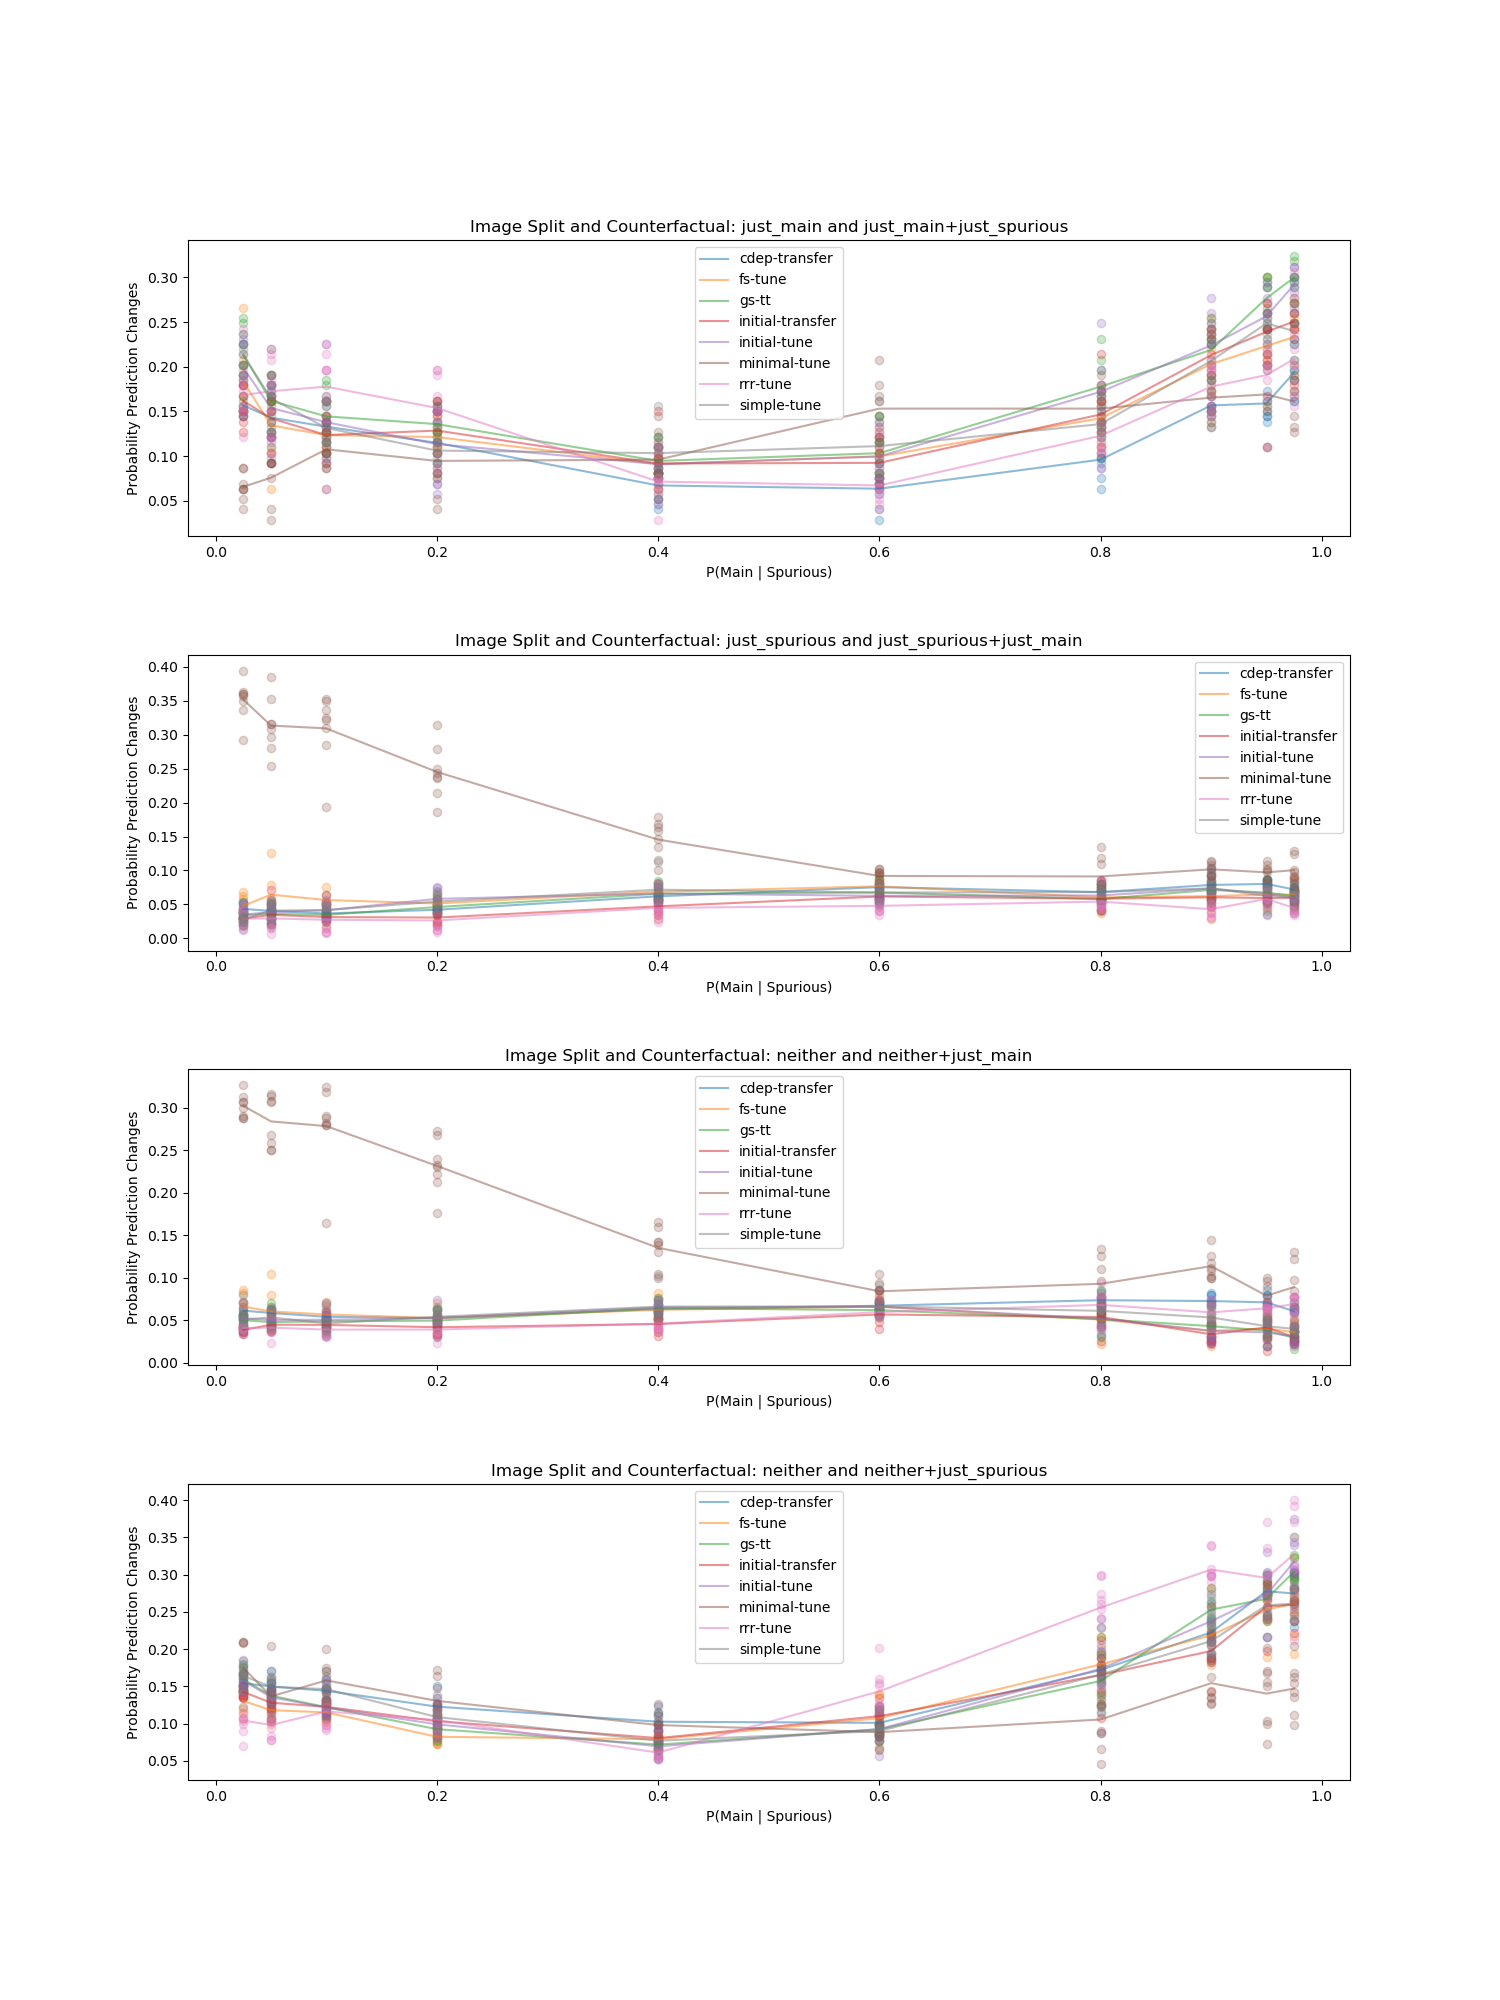 Image Split and Counterfactual: just_main and just_main+just_spurious
Probability Prediction Changes
0.30
0.25
0.20
0.15
0.10
0.05
cdep-transfer
fs-tune
gs-tt
initial-transfer
initial-tune
minimal-tune
rrr-tune
simple-tune
0.0 0.2 0.4 0.6 0.8 1.0
P(Main | Spurious)
Image Split and Counterfactual: just_spurious and just_spurious+just_main
Probability Prediction Changes
0.40
0.35
0.30
0.25
0.20
0.15
0.10
0.05
0.00
cdep-transfer
fs-tune
gs-tt
initial-transfer
initial-tune
minimal-tune
rrr-tune
simple-tune
0.0 0.2 0.4 0.6 0.8 1.0
P(Main | Spurious)
Image Split and Counterfactual: neither and neither+just_main
Probability Prediction Changes
0.30
0.25
0.20
0.15
0.10
0.05
0.00
cdep-transfer
fs-tune
gs-tt
initial-transfer
initial-tune
minimal-tune
rrr-tune
simple-tune
0.0 0.2 0.4 0.6 0.8 1.0
P(Main | Spurious)
Image Split and Counterfactual: neither and neither+just_spurious
Probability Prediction Changes
0.40
0.35
0.30
0.25
0.20
0.15
0.10
0.05
cdep-transfer
fs-tune
gs-tt
initial-transfer
initial-tune
minimal-tune
rrr-tune
simple-tune
0.0 0.2 0.4 0.6 0.8 1.0
P(Main | Spurious)